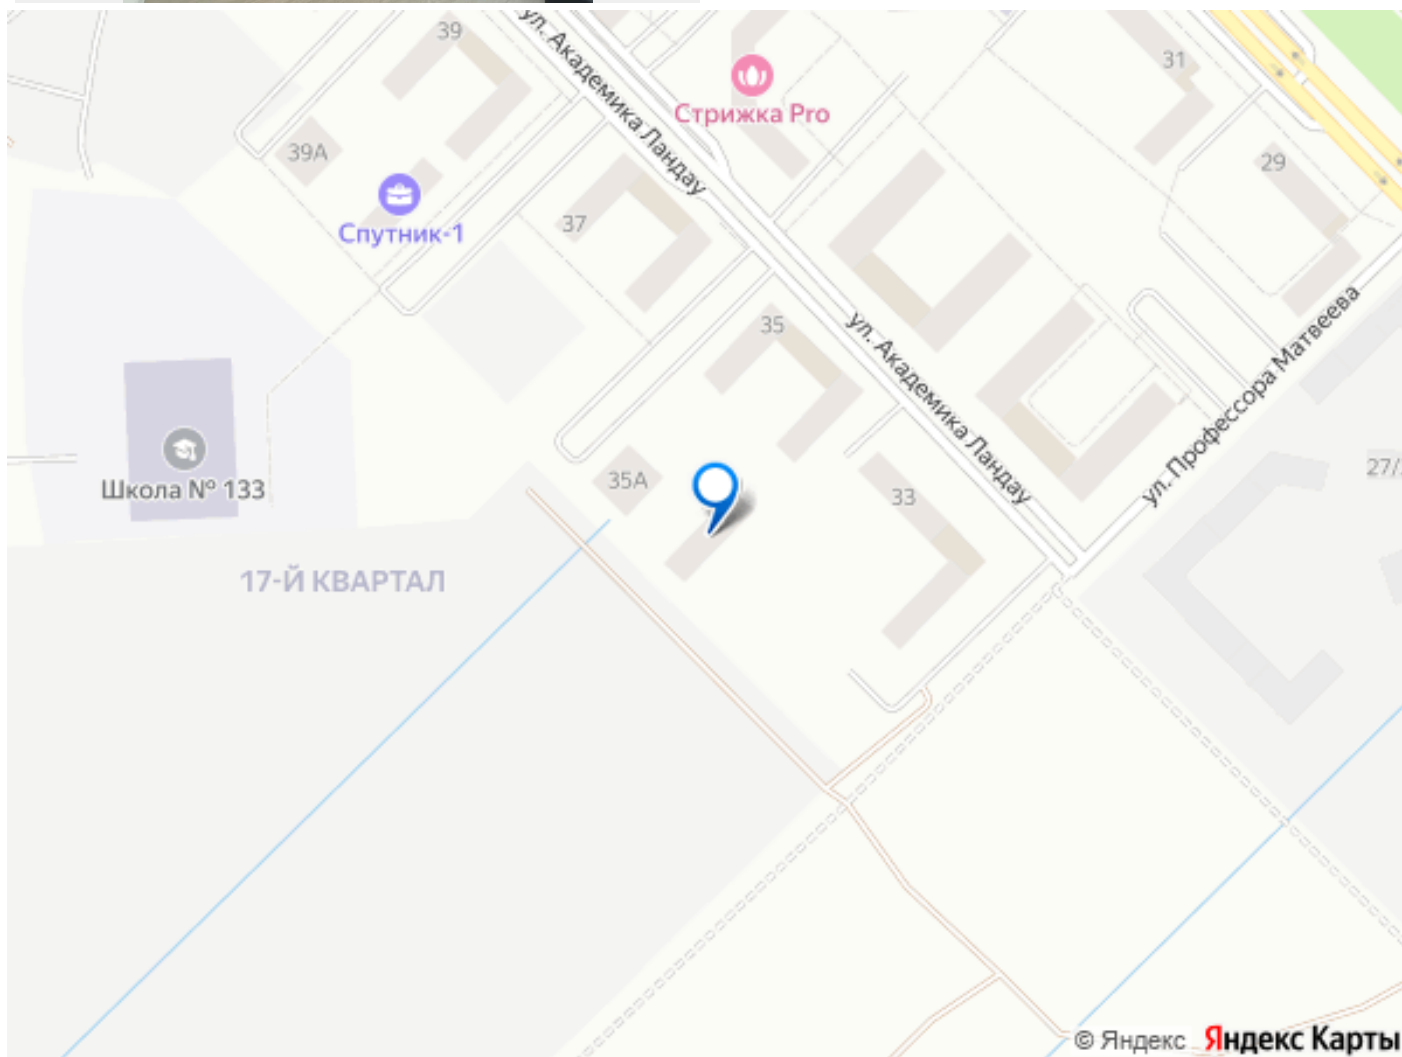 39
ул. Академика Ландау
31
Стрижка Pro
39А
29
Спутник-1
37
35
ул. Академика Ландау
ул. Профессора Матвеева
Школа № 133
35А
33
17-Й КВАРТАЛ
© Яндекс Яндекс Карты